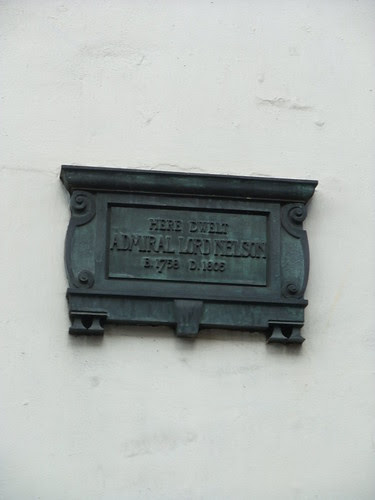 HERE DWELT
ADMIRAL LORD NELSON
B. 1758 D. 1805